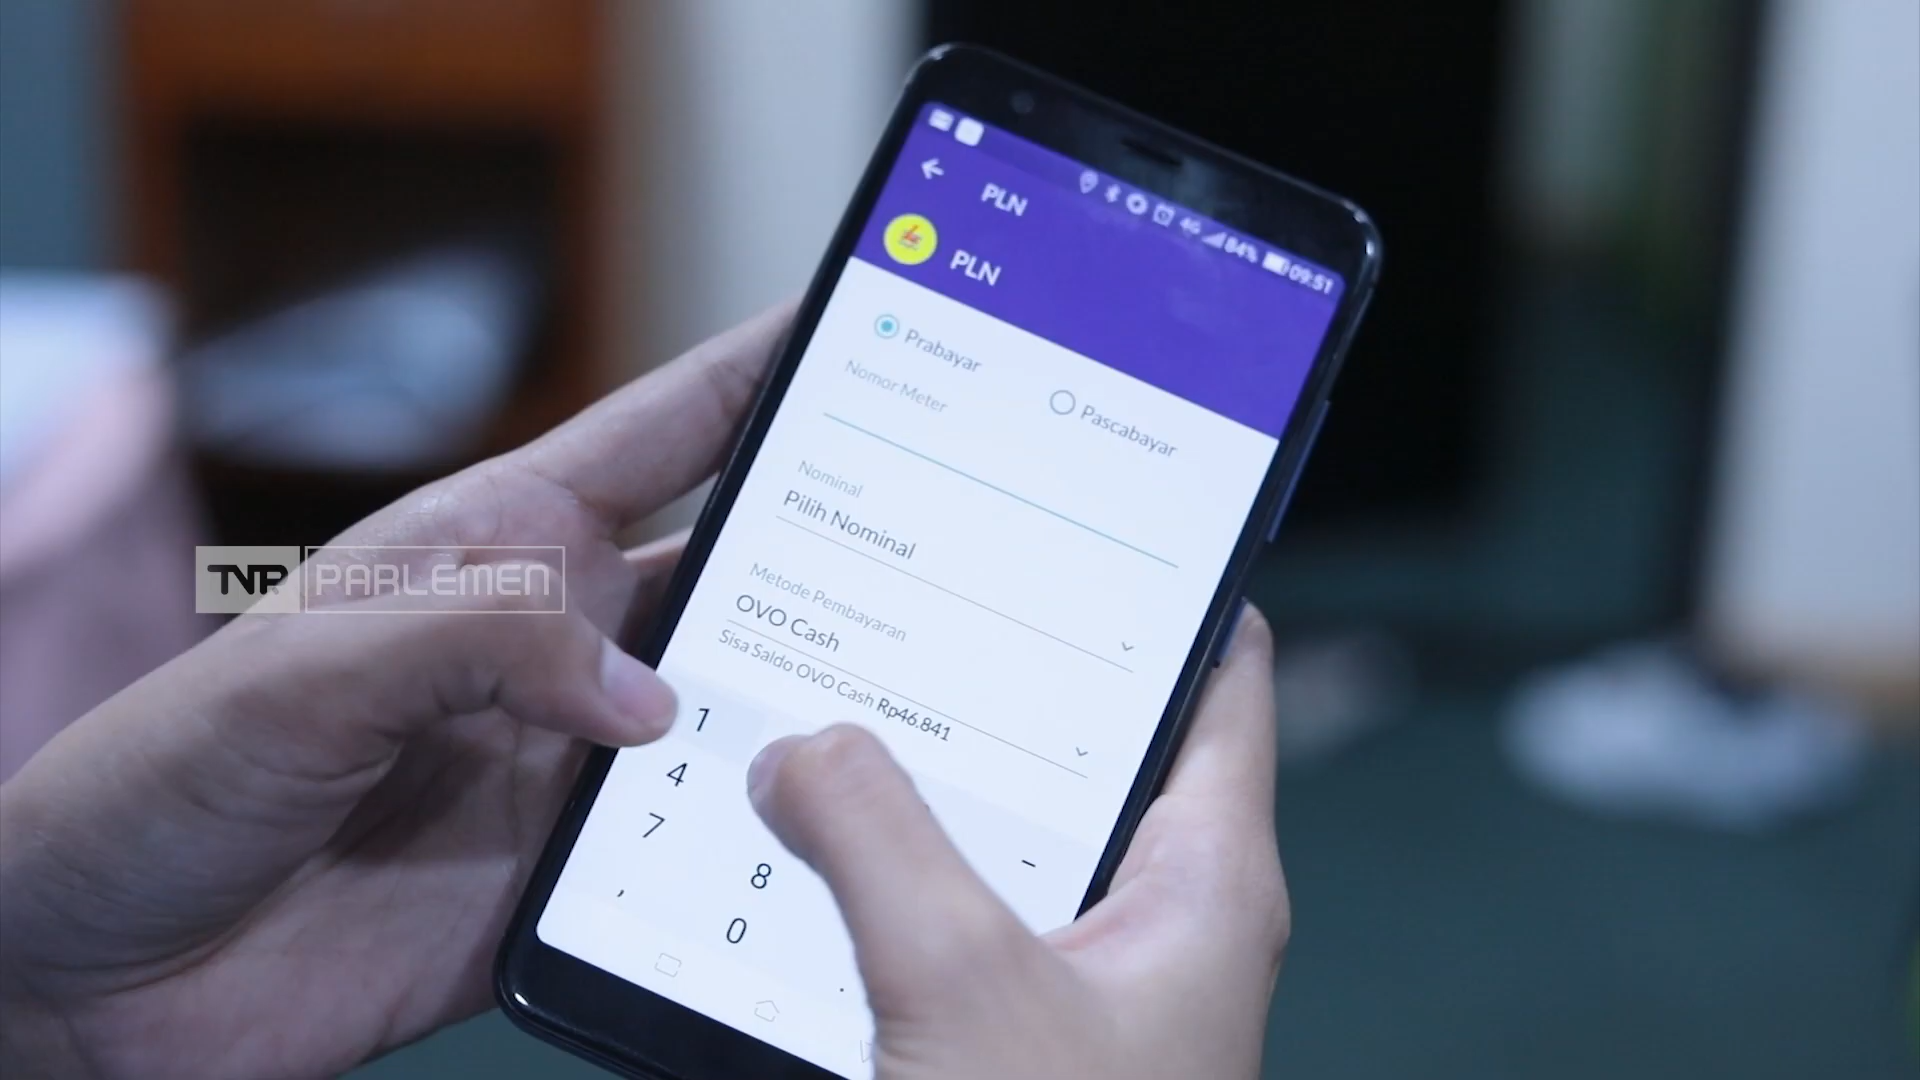 4G 84% 09:51
PLN
PLN
Prabayar
Pascabayar
Nomor Meter
Nominal
Pilih Nominal
Metode Pembayaran
OVO Cash
Sisa Saldo OVO Cash Rp46.841
1
4
-
7
8
,
0
.
TVR PARLEMEN